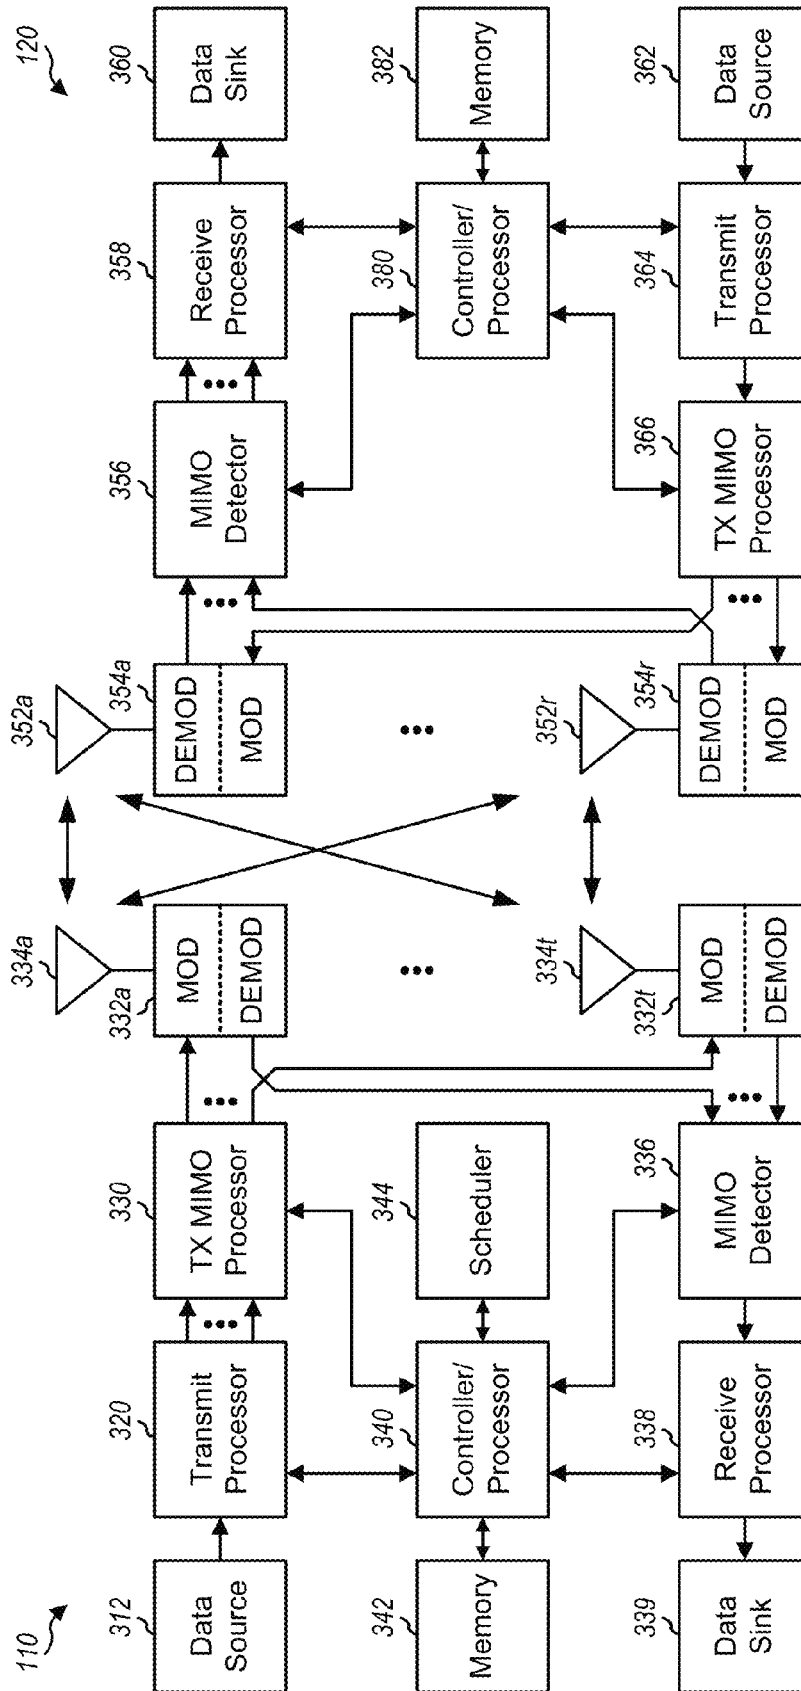 110
120
312
Data
Source
320
Transmit
Processor
330
TX MIMO
Processor
332a
MOD
DEMOD
334a
352a
354a
DEMOD
MOD
356
MIMO
Detector
358
Receive
Processor
360
Data
Sink
342
Memory
340
Controller/
Processor
344
Scheduler
380
Controller/
Processor
382
Memory
339
Data
Sink
338
Receive
Processor
336
MIMO
Detector
332t
MOD
DEMOD
334t
352r
354r
DEMOD
MOD
366
TX MIMO
Processor
364
Transmit
Processor
362
Data
Source